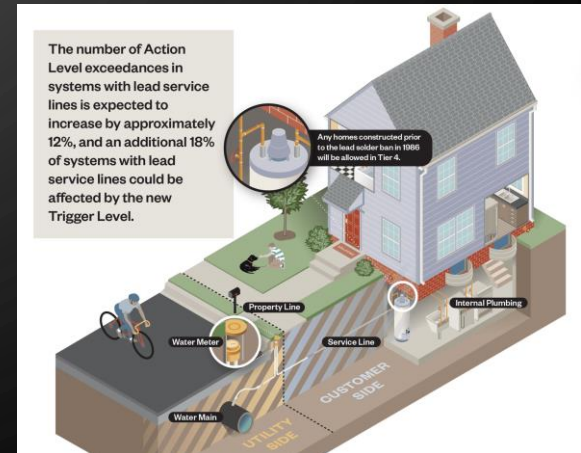 The number of Action
Level exceedances in
systems with lead service
lines is expected to
increase by approximately
12%, and an additional 18%
of systems with lead
service lines could be
affected by the new
Trigger Level.
Any homes constructed prior
to the lead solder ban in 1986
will be allowed in Tier 4.
Property Line
Internal Plumbing
Water Meter
Service Line
CUSTOMER
SIDE
Water Main
UTILITY
SIDE